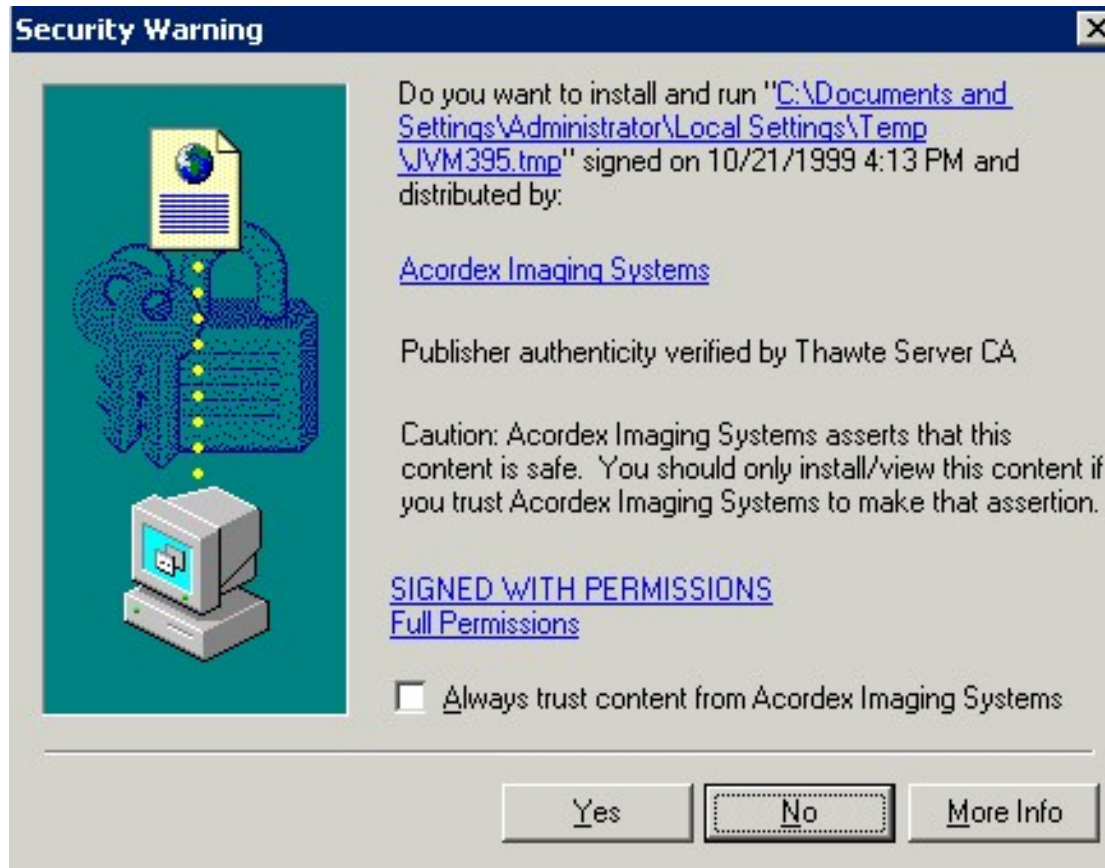 Security Warning
Do you want to install and run "C:\Documents and
Settings\Administrator\Local Settings\Temp
\JVM395.tmp" signed on 10/21/1999 4:13 PM and
distributed by:
Acordex Imaging Systems
Publisher authenticity verified by Thawte Server CA
Caution: Acordex Imaging Systems asserts that this
content is safe.  You should only install/view this content if
you trust Acordex Imaging Systems to make that assertion.
SIGNED WITH PERMISSIONS
Full Permissions
Always trust content from Acordex Imaging Systems
Yes No More Info